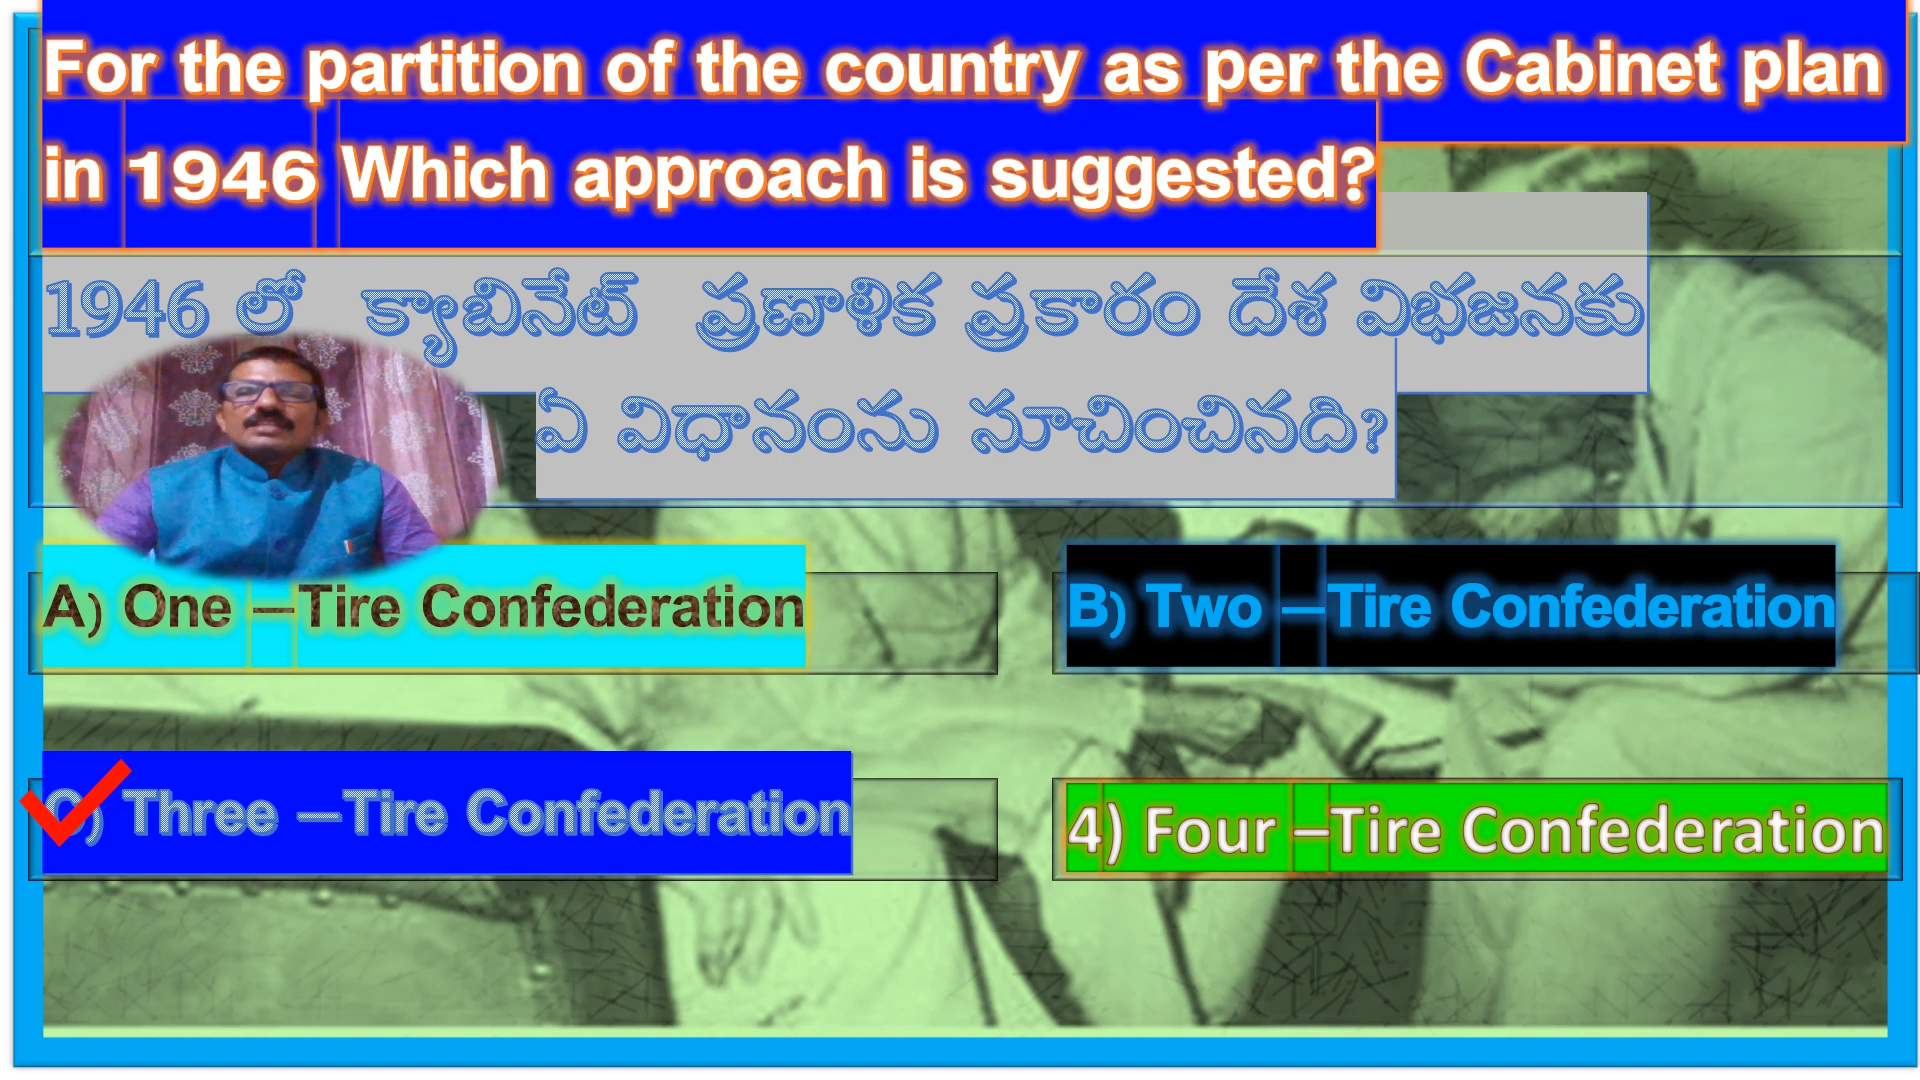 For the partition of the country as per the Cabinet plan
in 1946 Which approach is suggested?
1946 లో క్యాబినేట్ ప్రణాళిక ప్రకారం దేశ విభజనకు
ఏ విధానంను సూచించినది?
A) One –Tire Confederation
B) Two –Tire Confederation
C) Three –Tire Confederation
4) Four –Tire Confederation